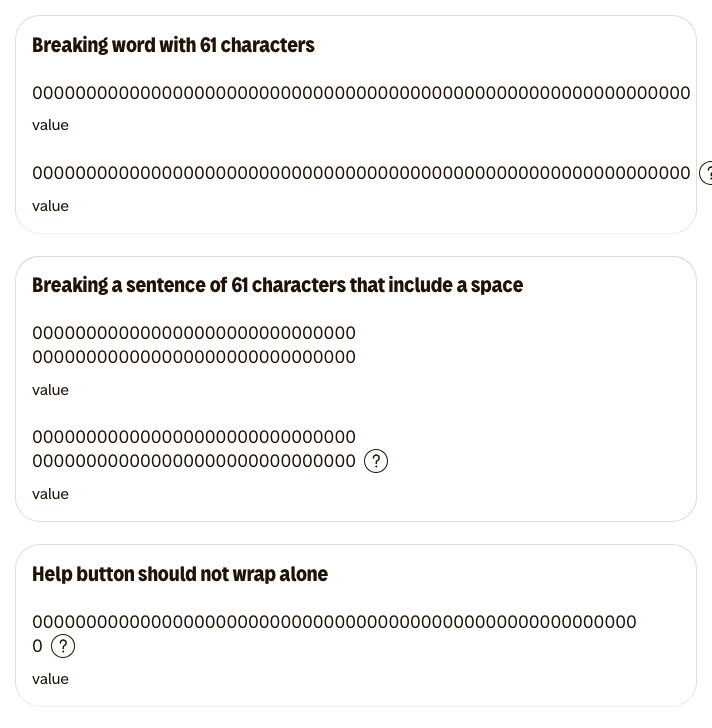 Breaking word with 61 characters
0000000000000000000000000000000000000000000000000000000000000
value
0000000000000000000000000000000000000000000000000000000000000 ?
value
Breaking a sentence of 61 characters that include a space
000000000000000000000000000000
000000000000000000000000000000
value
000000000000000000000000000000
000000000000000000000000000000 ?
value
Help button should not wrap alone
00000000000000000000000000000000000000000000000000000000
0 ?
value